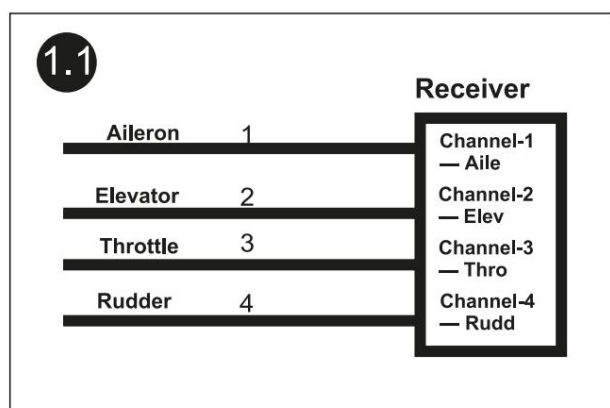 1.1
Receiver
Aileron 1
Channel-1
— Aile
Elevator 2
Channel-2
— Elev
Throttle 3
Channel-3
— Thro
Rudder 4
Channel-4
— Rudd